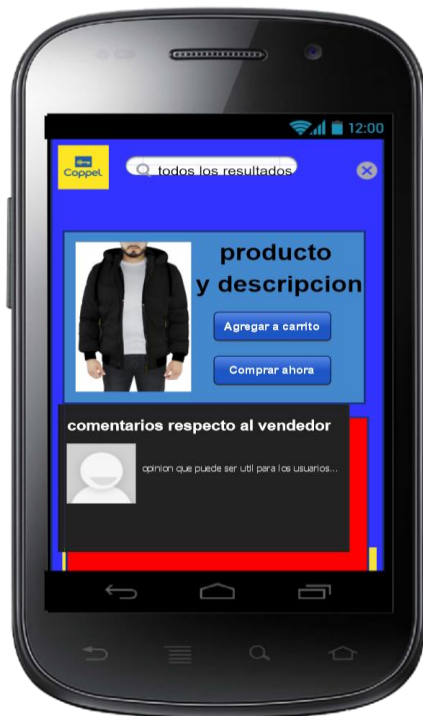 12:00
Coppel.
todos los resultados
producto
y descripcion
Agregar a carrito
Comprar ahora
comentarios respecto al vendedor
opinion que puede ser util para los usuarios...